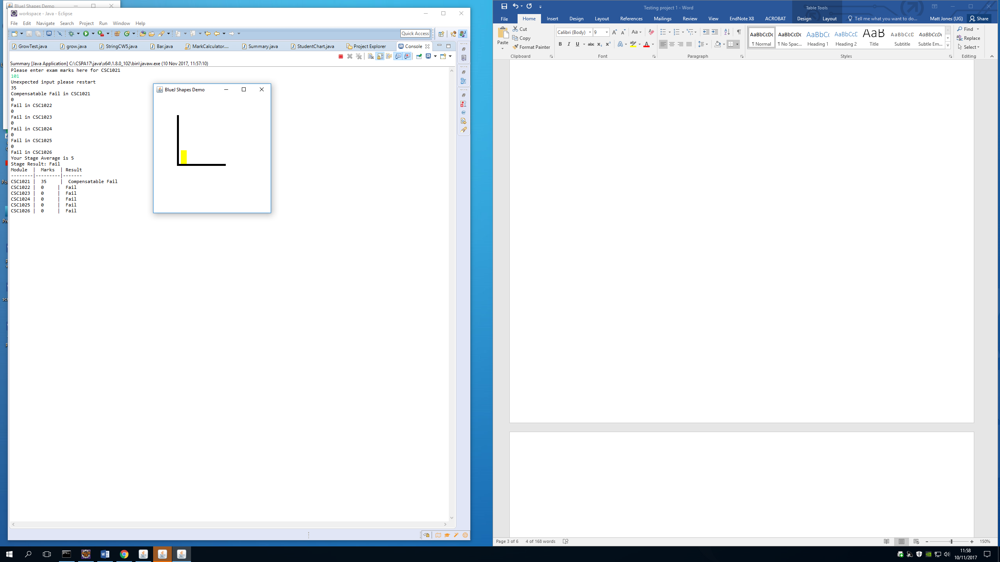 BlueJ Shapes Demo
workspace - Java - Eclipse
File Edit Navigate Search Project Run Window Help
Quick Access
GrowTest.java grow.java StringCW5.java Bar.java MarkCalculator.... Summary.java StudentChart.java Project Explorer Console
Summary [Java Application] C:\CSPA17\java\x64\1.8.0_102\bin\javaw.exe (10 Nov 2017, 11:57:10)
Please enter exam marks here for CSC1021
101
Unexpected input please restart
35
Compensatable Fail in CSC1021
0
Fail in CSC1022
0
Fail in CSC1023
0
Fail in CSC1024
0
Fail in CSC1025
0
Fail in CSC1026
Your Stage Average is 5
Stage Result: Fail
Module | Marks | Result
--------|---------|-------
CSC1021 | 35 | Compensatable Fail
CSC1022 | 0 | Fail
CSC1023 | 0 | Fail
CSC1024 | 0 | Fail
CSC1025 | 0 | Fail
CSC1026 | 0 | Fail
BlueJ Shapes Demo
Testing project 1 - Word
Table Tools
File Home Insert Design Layout References Mailings Review View EndNote X8 ACROBAT Design Layout Tell me what you want to do... Matt Jones (UG) Share
Paste
Cut
Copy
Format Painter
Clipboard
Calibri (Body) 9
Font
Paragraph
AaBbCcDc AaBbCcDc AaBbCc AaBbCcD AaB AaBbCcD AaBbCcDc
¶ Normal ¶ No Spac... Heading 1 Heading 2 Title Subtitle Subtle Em...
Styles
Find
Replace
Select
Editing
Page 3 of 6 4 of 168 words
150%
11:58
10/11/2017